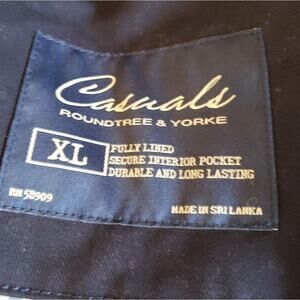 Casuals
ROUNDTREE & YORKE
XL
FULLY LINED
SECURE INTERIOR POCKET
DURABLE AND LONG LASTING
RN 58909
MADE IN SRI LANKA